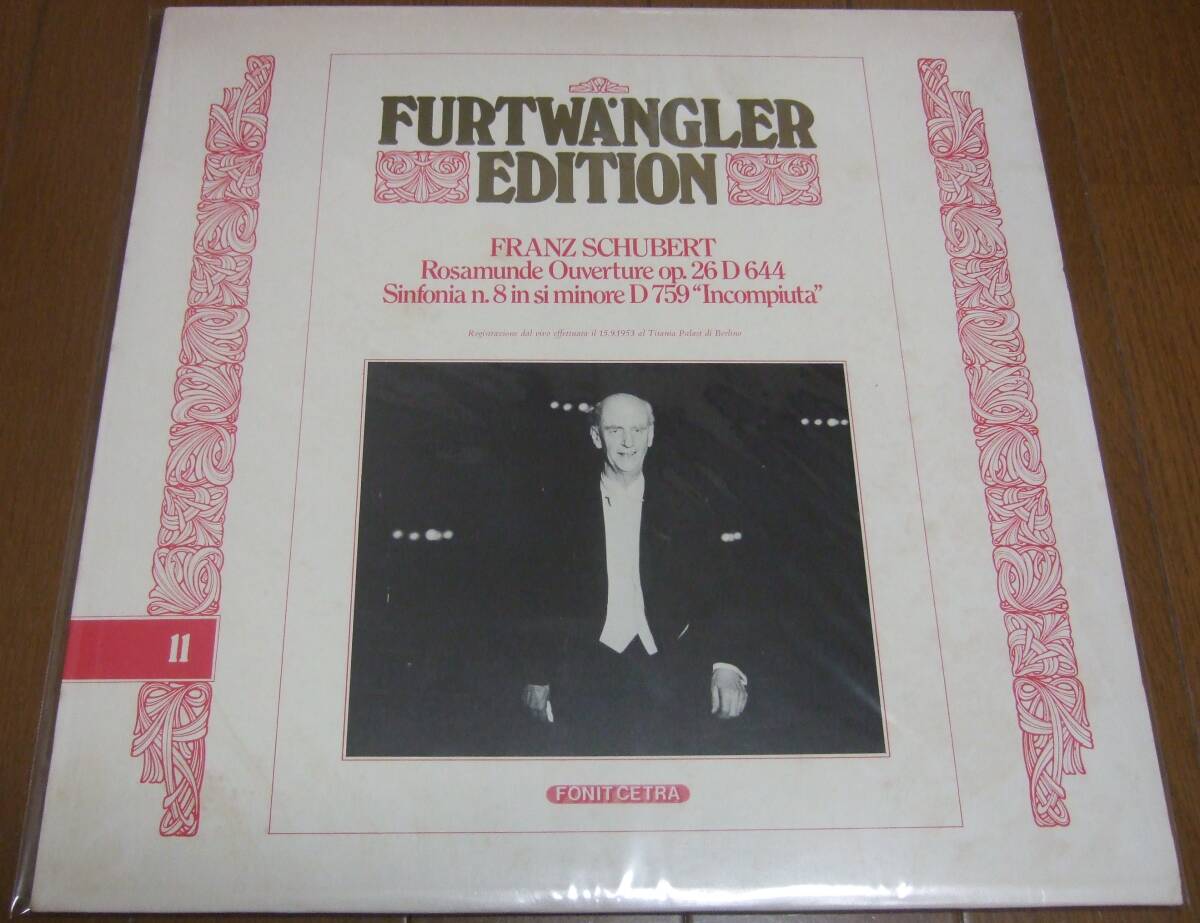 FURTWÄNGLER
EDITION
FRANZ SCHUBERT
Rosamunde Ouverture op. 26 D 644
Sinfonia n. 8 in si minore D 759 “Incompiuta”
Registrazione dal vivo effettuata il 15.9.1953 al Titania Palast di Berlino
11
FONIT CETRA